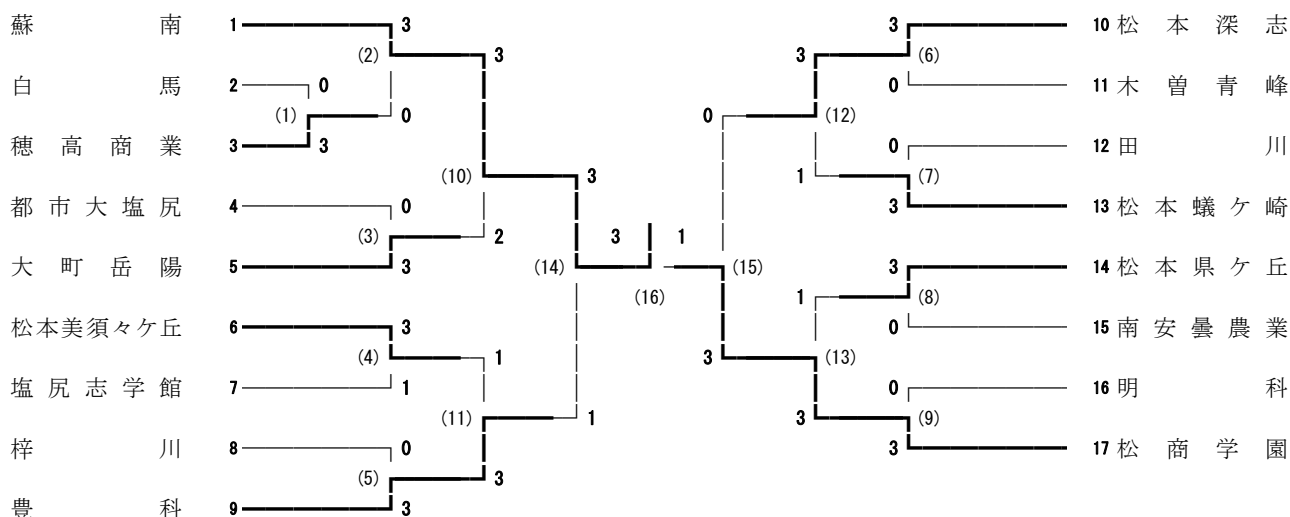 蘇南 1 3 3 10 松本深志
(2) 3 3 (6)
白馬 2 0 0 11 木曽青峰
(1) 0 0 (12)
穂高商業 3 3 0 12 田川
(10) 3 1 (7)
都市大塩尻 4 0 3 13 松本蟻ケ崎
(3) 2 3 1
大町岳陽 5 3 (14) (15) 3 14 松本県ケ丘
(16) 1 (8)
松本美須々ケ丘 6 3 0 15 南安曇農業
(4) 1 3 (13)
塩尻志学館 7 1 0 16 明科
(11) 1 3 (9)
梓川 8 0 3 17 松商学園
(5) 3
豊科 9 3